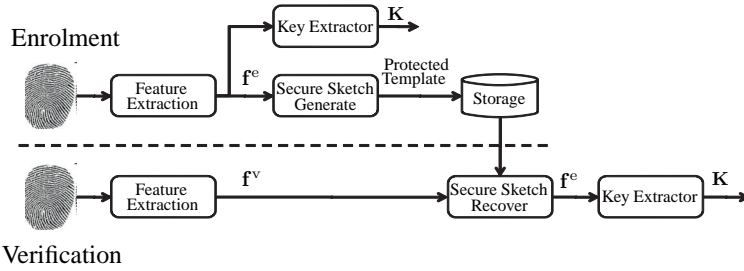 K
Key Extractor
Enrolment
Protected
Template
f^e
Feature
Extraction
Secure Sketch
Generate
Storage
f^v
f^e
K
Feature
Extraction
Secure Sketch
Recover
Key Extractor
Verification